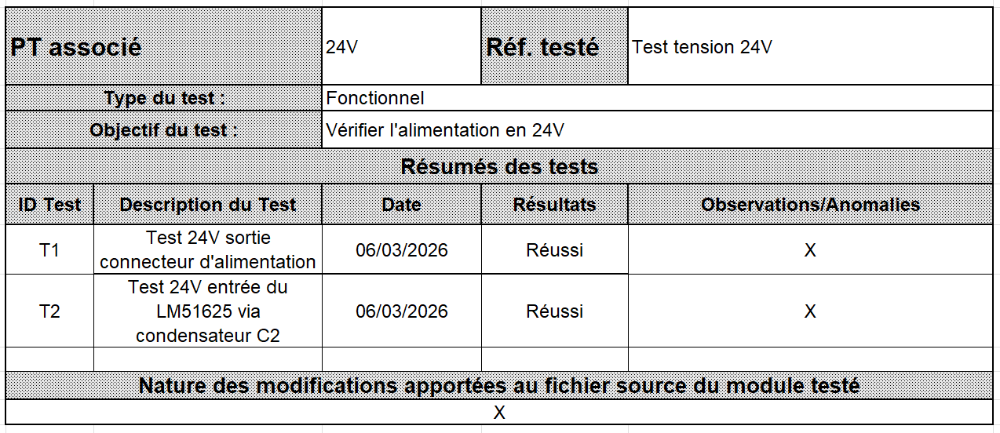 PT associé 24V Réf. testé Test tension 24V
Type du test : Fonctionnel
Objectif du test : Vérifier l'alimentation en 24V
Résumés des tests
ID Test Description du Test Date Résultats Observations/Anomalies
Test 24V sortie
T1 connecteur d'alimentation 06/03/2026 Réussi X
Test 24V entrée du
T2 LM51625 via 06/03/2026 Réussi X
condensateur C2
Nature des modifications apportées au fichier source du module testé
X